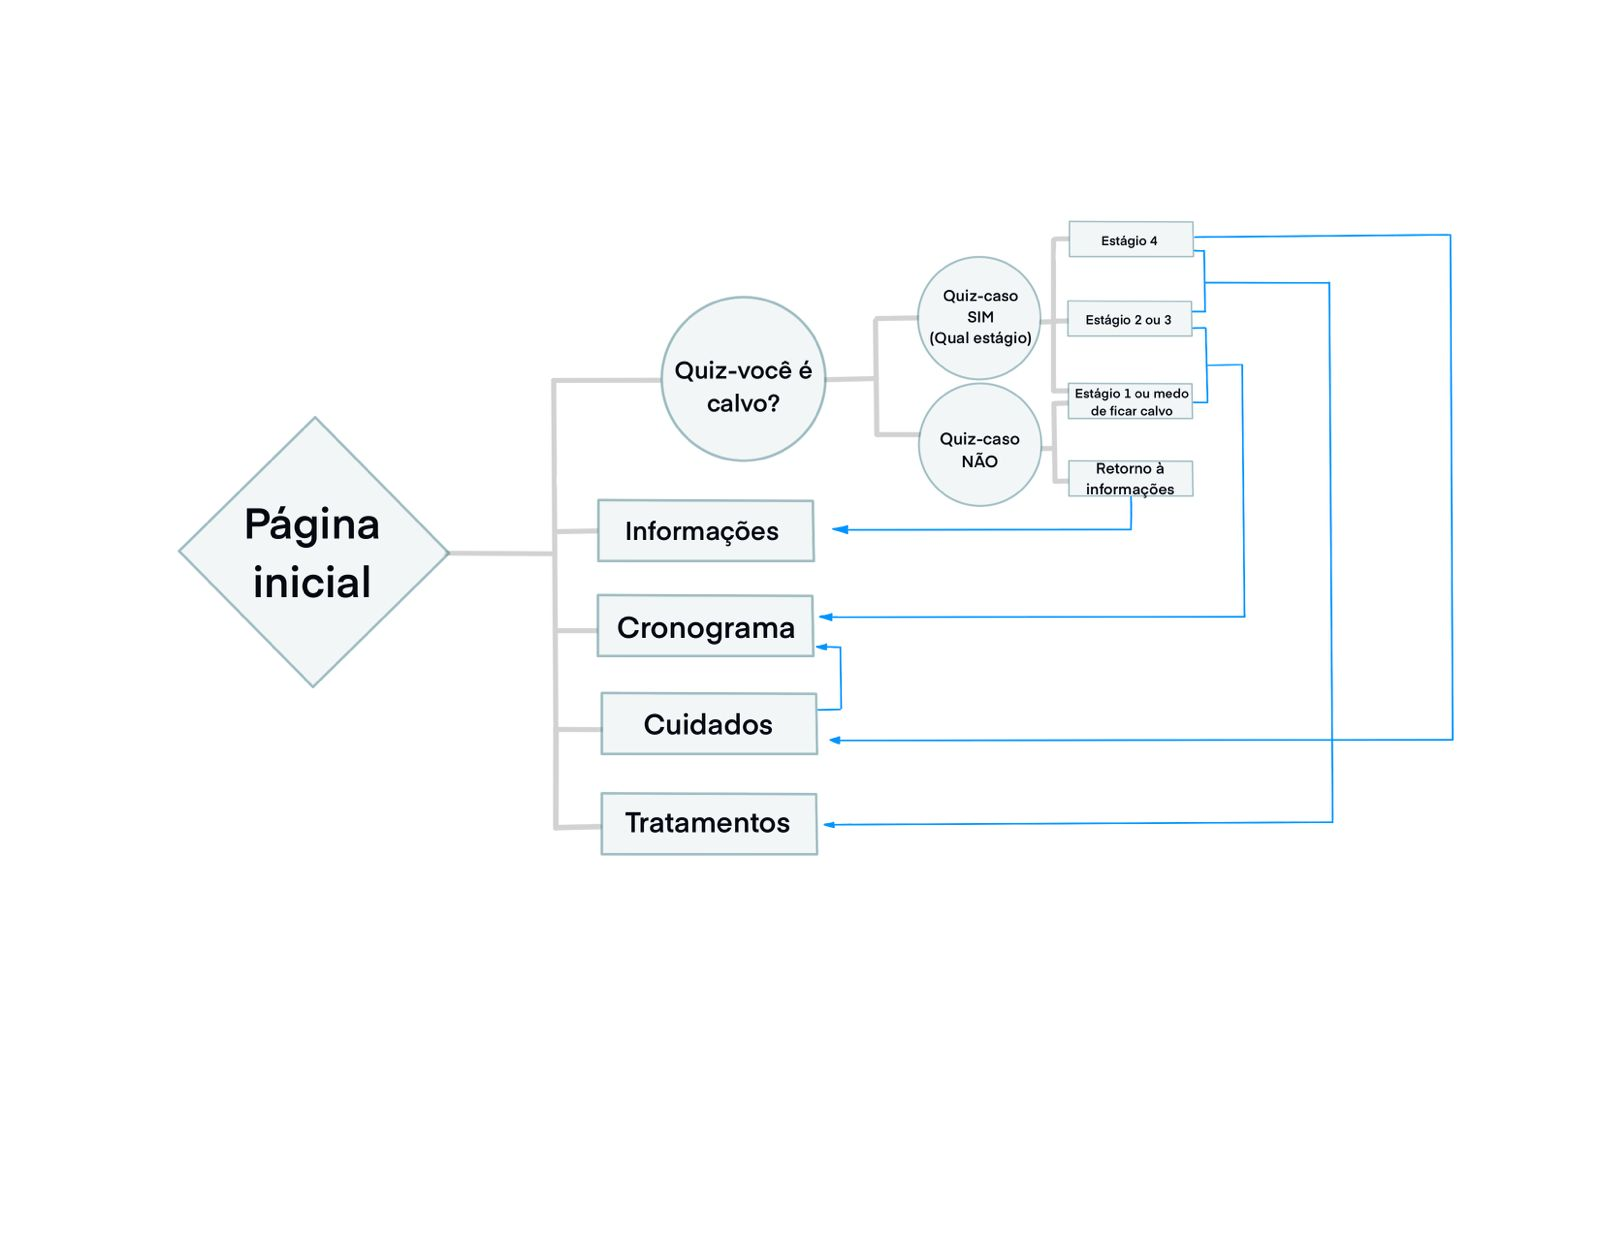 Página
inicial
Quiz-você é
calvo?
Quiz-caso
SIM
(Qual estágio)
Quiz-caso
NÃO
Estágio 4
Estágio 2 ou 3
Estágio 1 ou medo
de ficar calvo
Retorno à
informações
Informações
Cronograma
Cuidados
Tratamentos